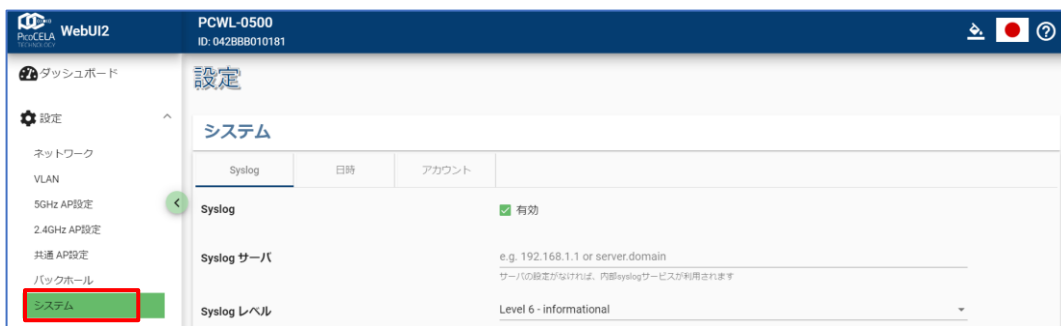 PicoCELA
TECHNOLOGY
WebUI2
PCWL-0500
ID: 042BBB010181
ダッシュボード
設定
ネットワーク
VLAN
5GHz AP設定
2.4GHz AP設定
共通 AP設定
バックホール
システム
設定
システム
Syslog
日時
アカウント
Syslog
有効
Syslog サーバ
e.g. 192.168.1.1 or server.domain
サーバの設定がなければ、内部syslogサービスが利用されます
Syslog レベル
Level 6 - informational